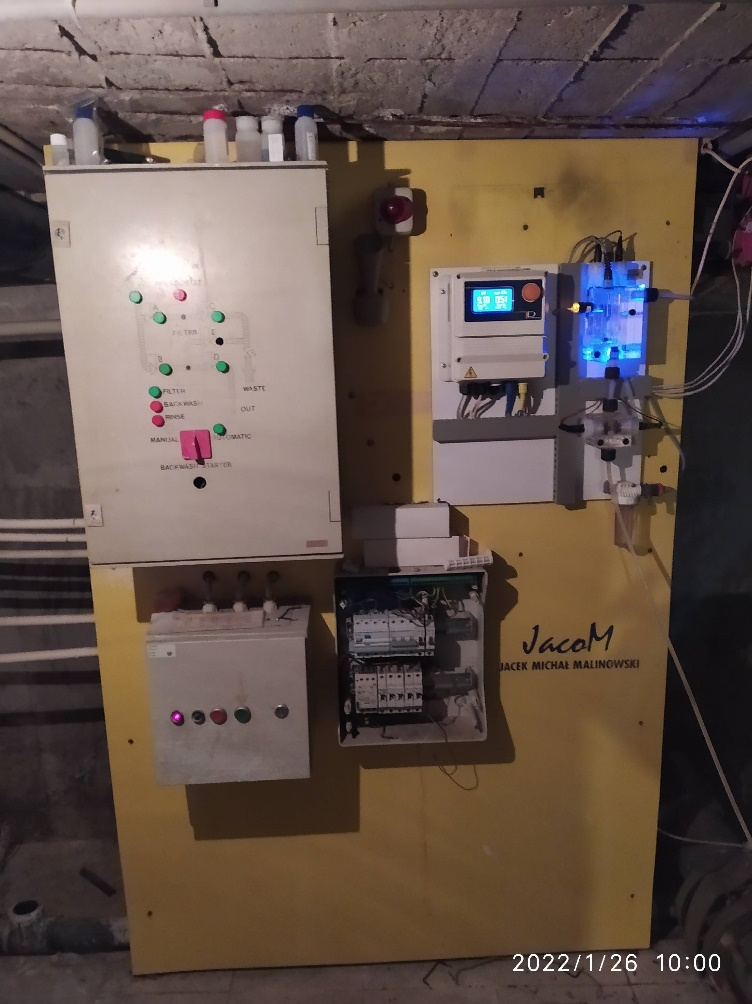 A
C
FILTER
E
B
D
FILTER
WASTE
BACKWASH
OUT
RINSE
MANUAL
AUTOMATIC
BACKWASH STARTER
JacoM
JACEK MICHAŁ MALINOWSKI
2022/1/26 10:00